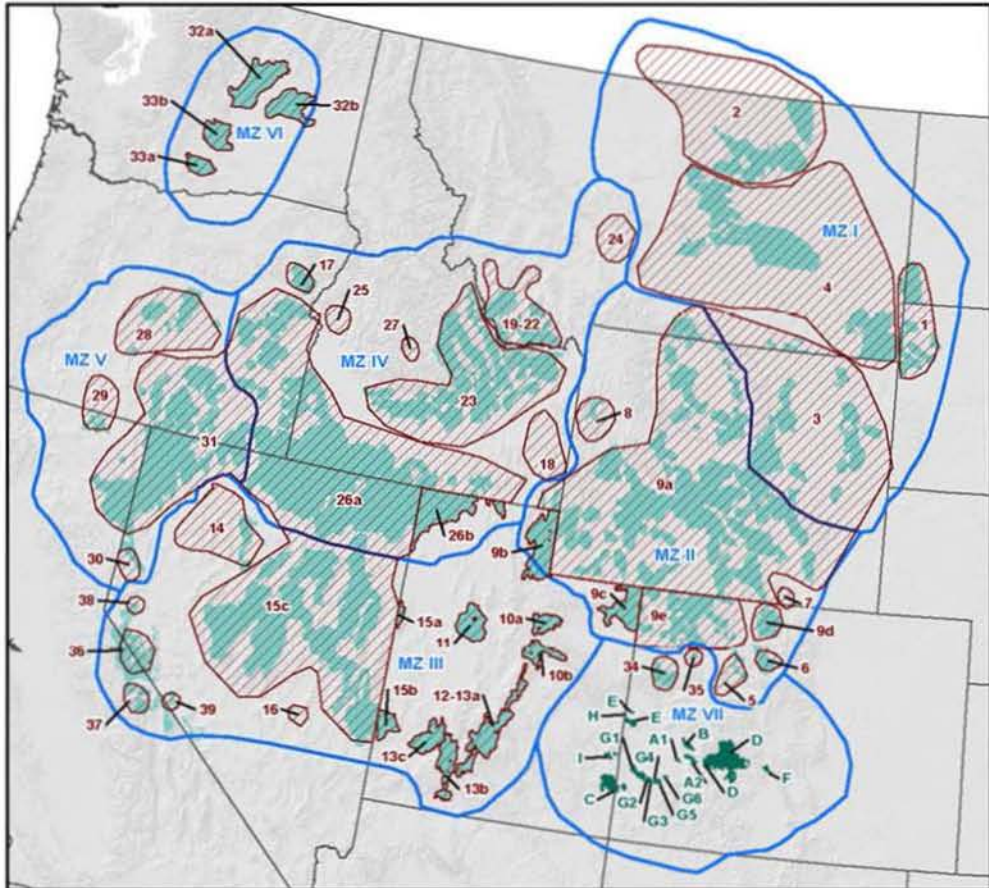 32a
2
33b
32b
MZ VI
33a
24
MZ I
17
4
25
19-22
1
28
27
MZ IV
MZ V
3
29
23
8
31
18
9a
26a
14
26b
9b
MZ II
30
7
9c
38
15c
15a
9e
10a
11
9d
36
MZ III
10b
34
35
6
37
39
15b
12-13a
5
16
E
MZ VII
H
E
G1
A1
B
13c
I
G4
D
13b
A2
F
C
G2
G6
D
G5
G3